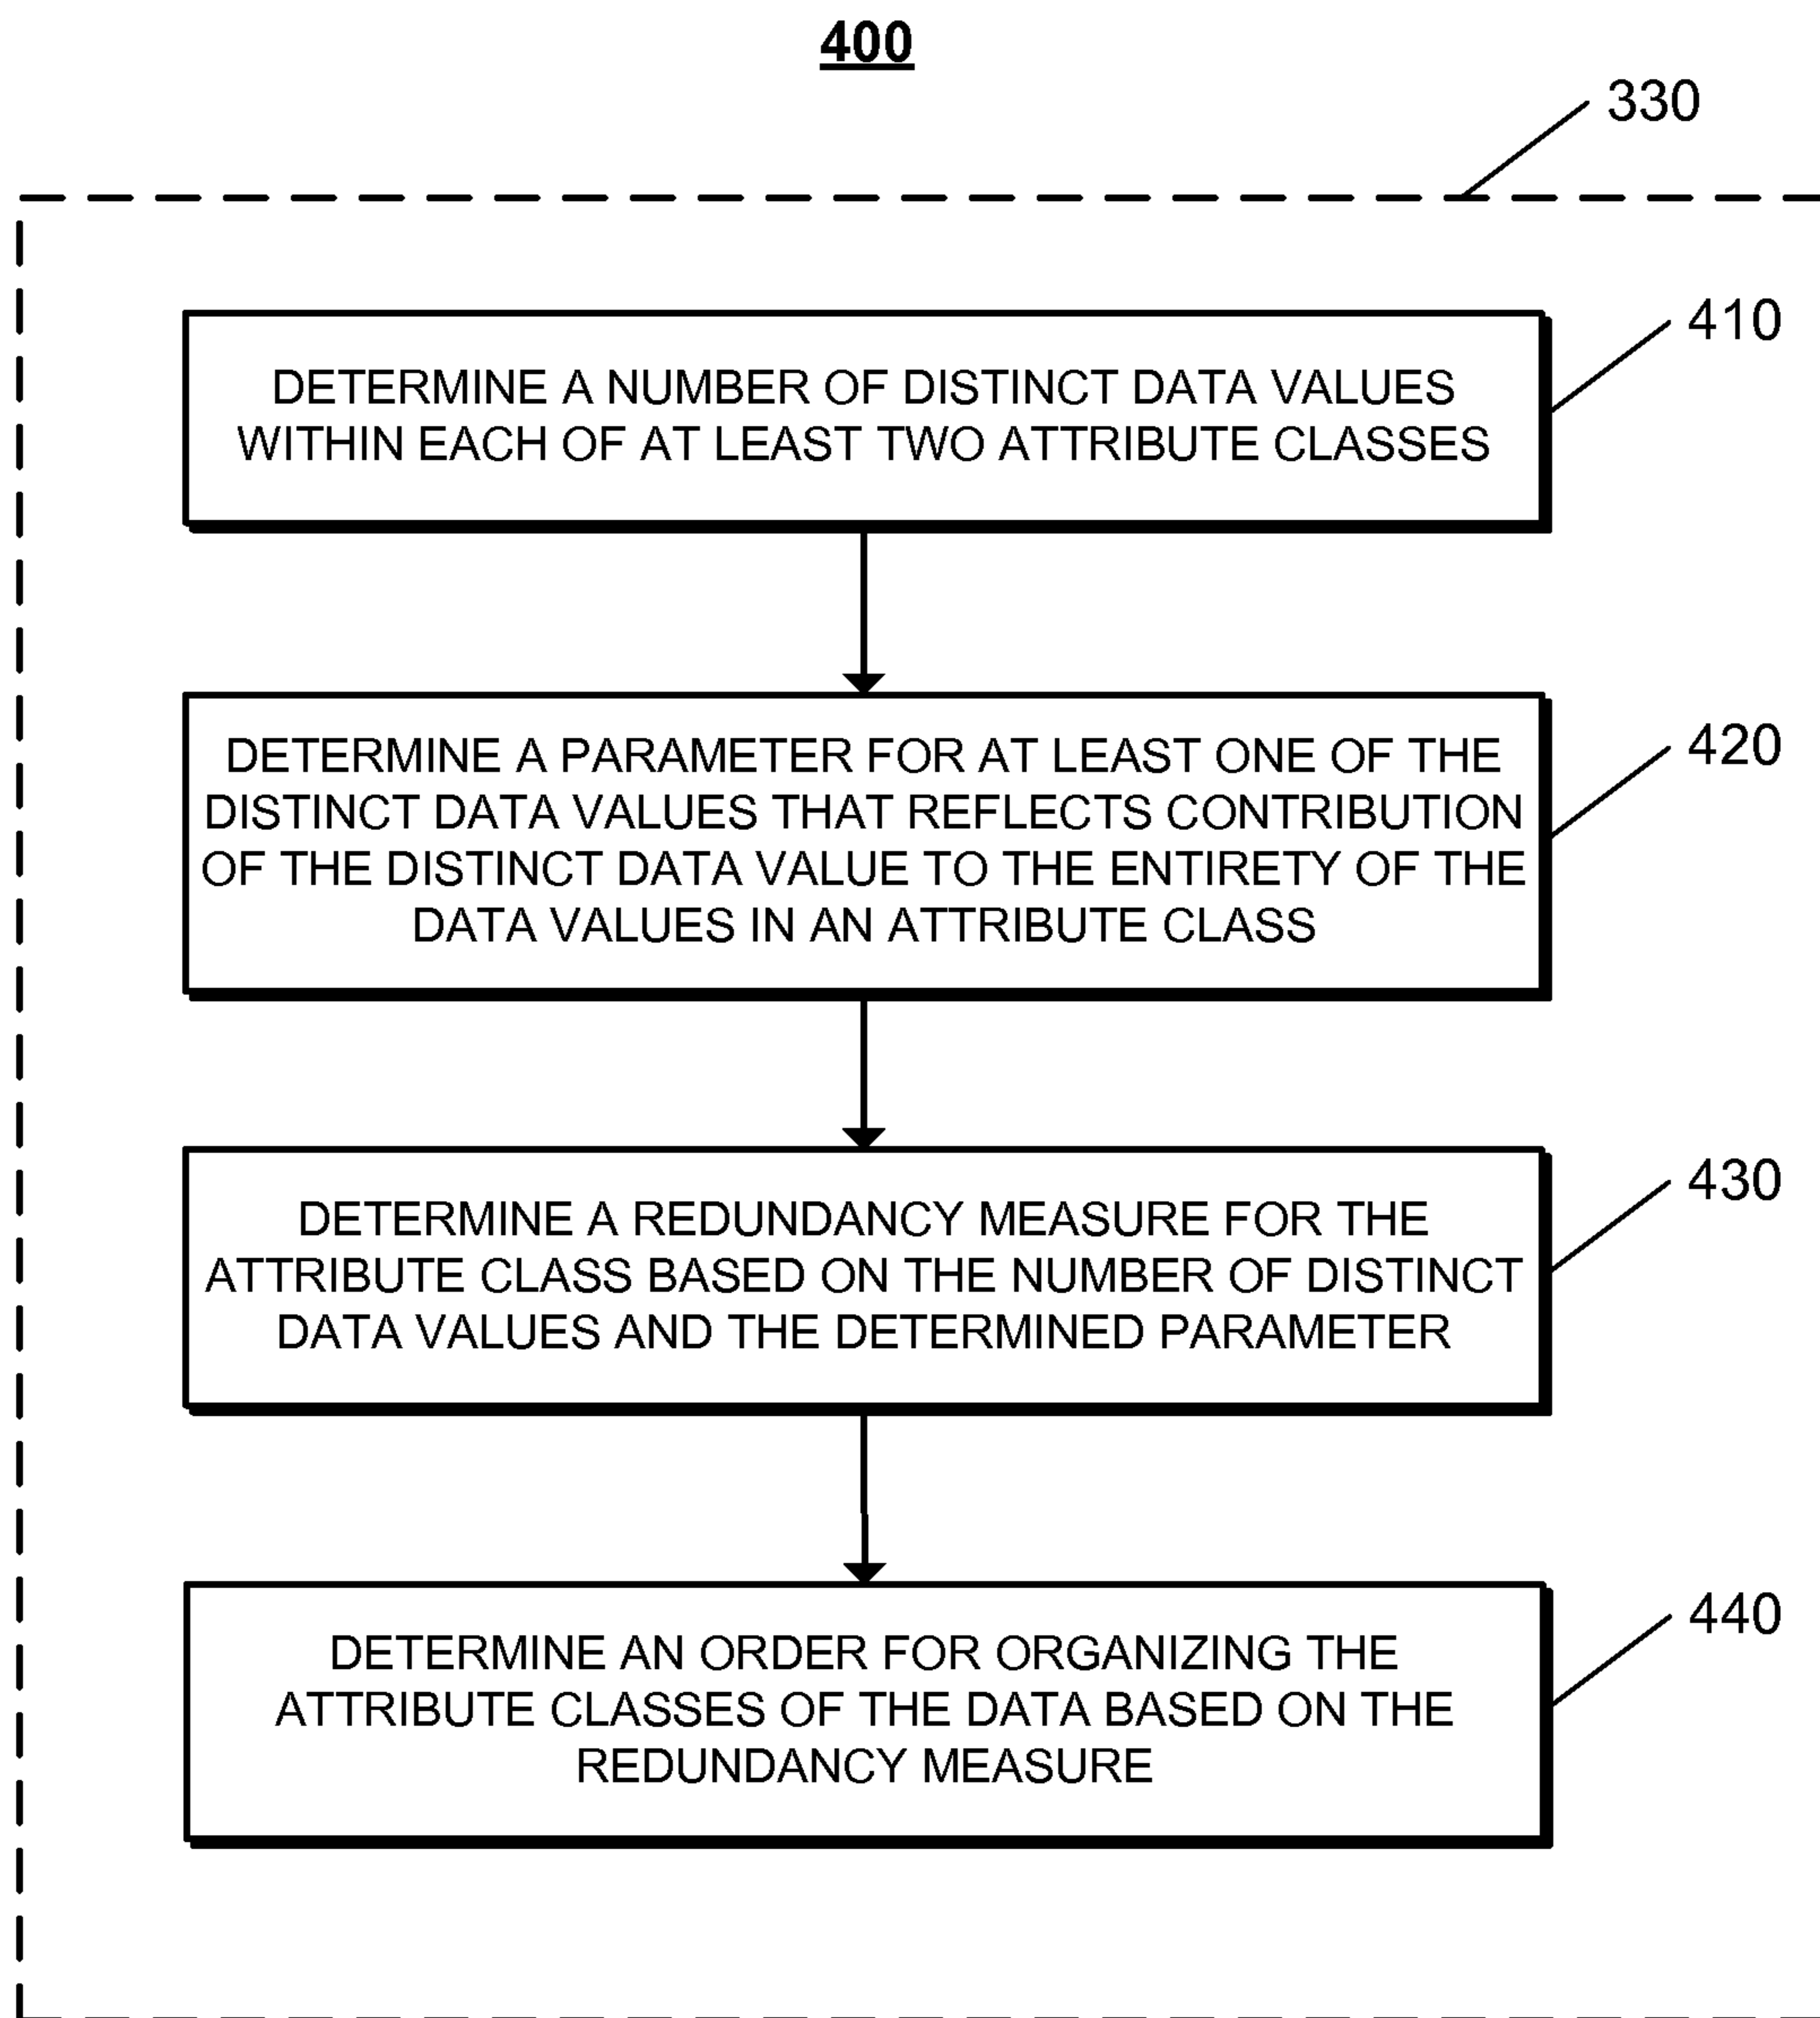 400
330
DETERMINE A NUMBER OF DISTINCT DATA VALUES
WITHIN EACH OF AT LEAST TWO ATTRIBUTE CLASSES
410
DETERMINE A PARAMETER FOR AT LEAST ONE OF THE
DISTINCT DATA VALUES THAT REFLECTS CONTRIBUTION
OF THE DISTINCT DATA VALUE TO THE ENTIRETY OF THE
DATA VALUES IN AN ATTRIBUTE CLASS
420
DETERMINE A REDUNDANCY MEASURE FOR THE
ATTRIBUTE CLASS BASED ON THE NUMBER OF DISTINCT
DATA VALUES AND THE DETERMINED PARAMETER
430
DETERMINE AN ORDER FOR ORGANIZING THE
ATTRIBUTE CLASSES OF THE DATA BASED ON THE
REDUNDANCY MEASURE
440